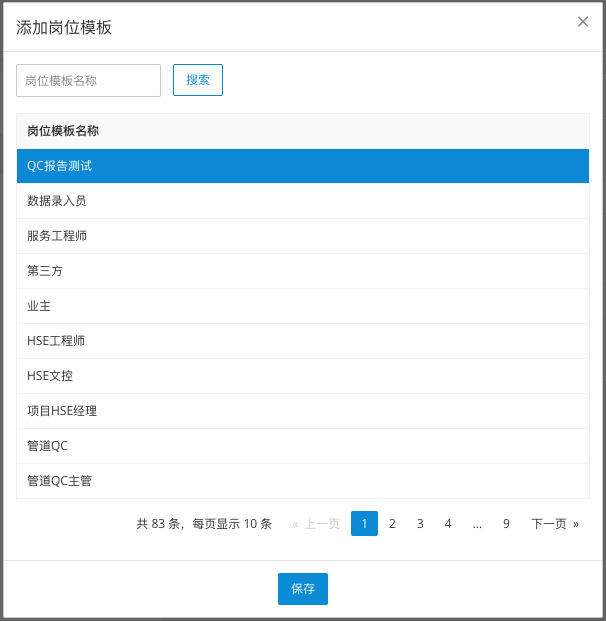 添加岗位模板 ×
岗位模板名称 搜索
岗位模板名称
QC报告测试
数据录入员
服务工程师
第三方
业主
HSE工程师
HSE文控
项目HSE经理
管道QC
管道QC主管
共 83 条，每页显示 10 条 « 上一页 1 2 3 4 ... 9 下一页 »
保存